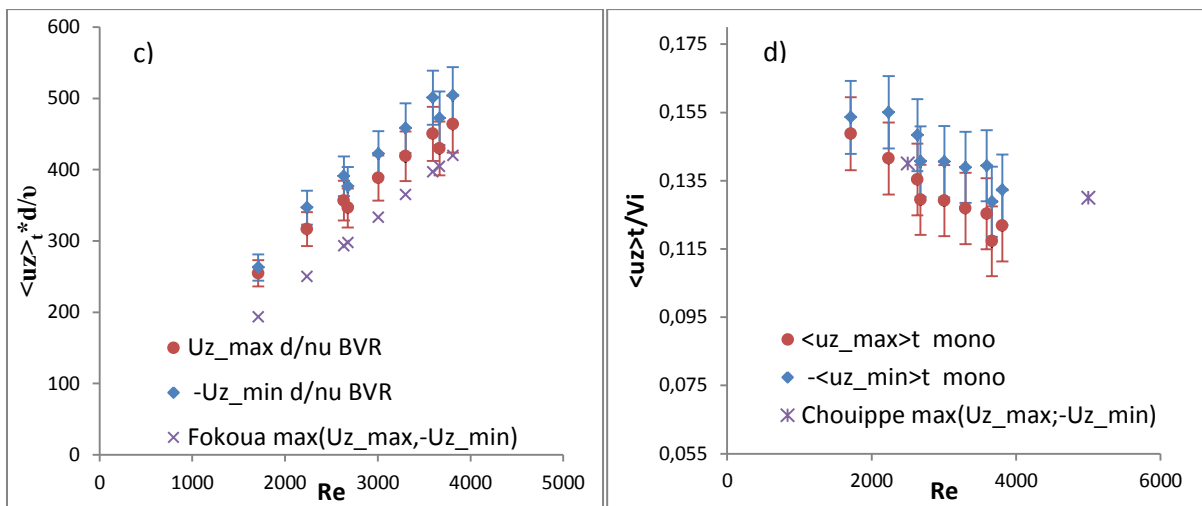 c)
600
500
400
300
200
100
0
<uz>t*d/υ
Uz_max d/nu BVR
-Uz_min d/nu BVR
Fokoua max(Uz_max,-Uz_min)
0 1000 2000 3000 4000 5000
Re
d)
0,175
0,155
0,135
0,115
0,095
0,075
0,055
<uz>t/Vi
<uz_max>t mono
-<uz_min>t mono
Chouippe max(Uz_max;-Uz_min)
0 2000 4000 6000
Re